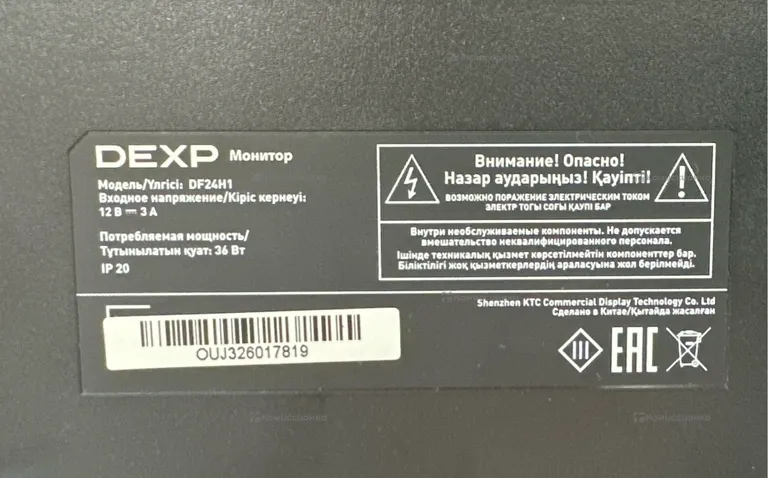 DEXP Монитор
Модель/Үлгісі: DF24H1
Входное напряжение/Кіріс кернеуі:
12 В ⎓ 3 А
Потребляемая мощность/
Тұтынылатын қуат: 36 Вт
IP 20
Внимание! Опасно!
Назар аударыңыз! Қауіпті!
ВОЗМОЖНО ПОРАЖЕНИЕ ЭЛЕКТРИЧЕСКИМ ТОКОМ
ЭЛЕКТР ТОГЫ СОҒЫ ҚАУПІ БАР
Внутри необслуживаемые компоненты. Не допускается
вмешательство неквалифицированного персонала.
Ішінде техникалық қызмет көрсетілмейтін компоненттер бар.
Біліктілігі жоқ қызметкерлердің араласуына жол берілмейді.
Shenzhen KTC Commercial Display Technology Co. Ltd
Сделано в Китае/Қытайда жасалған
OUJ326017819
III EAC